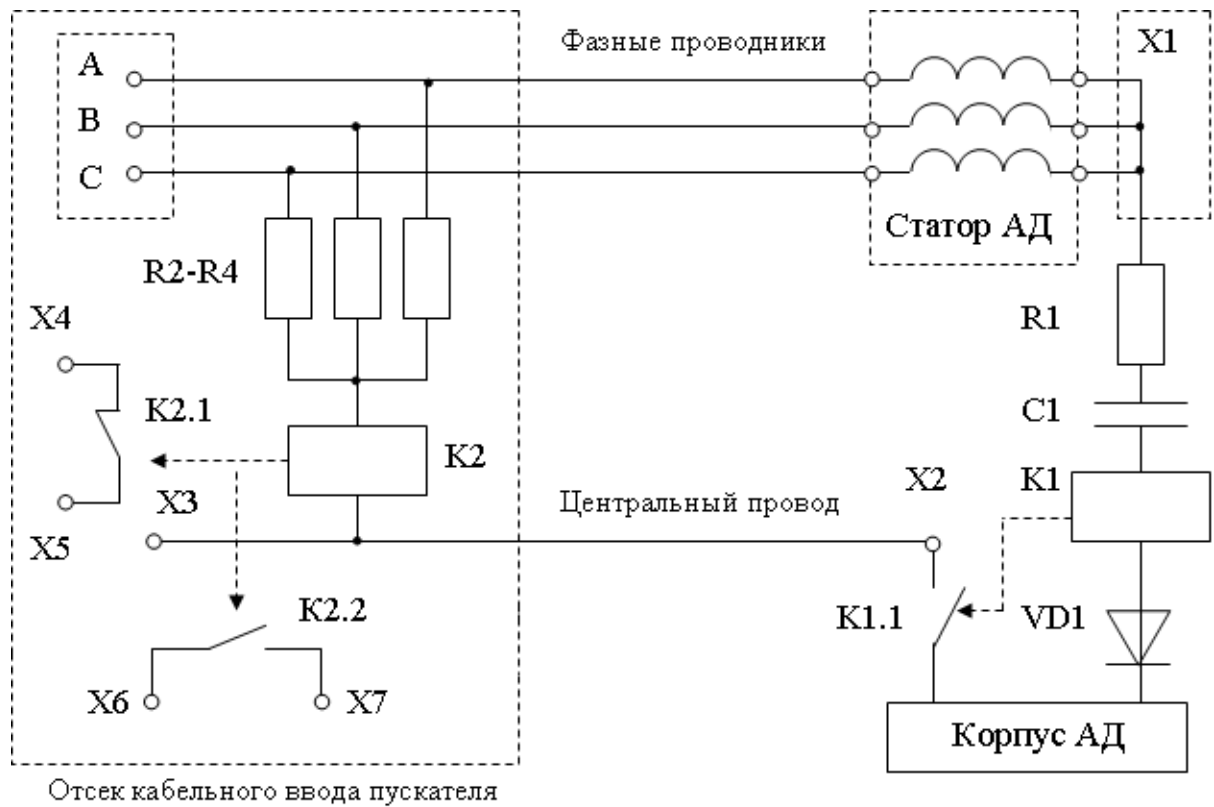 Фазные проводники
X1
A
B
C
Статор АД
R2-R4
R1
X4
C1
K2.1
K2
X2
K1
X3
Центральный провод
X5
K2.2
K1.1
VD1
X6
X7
Корпус АД
Отсек кабельного ввода пускателя